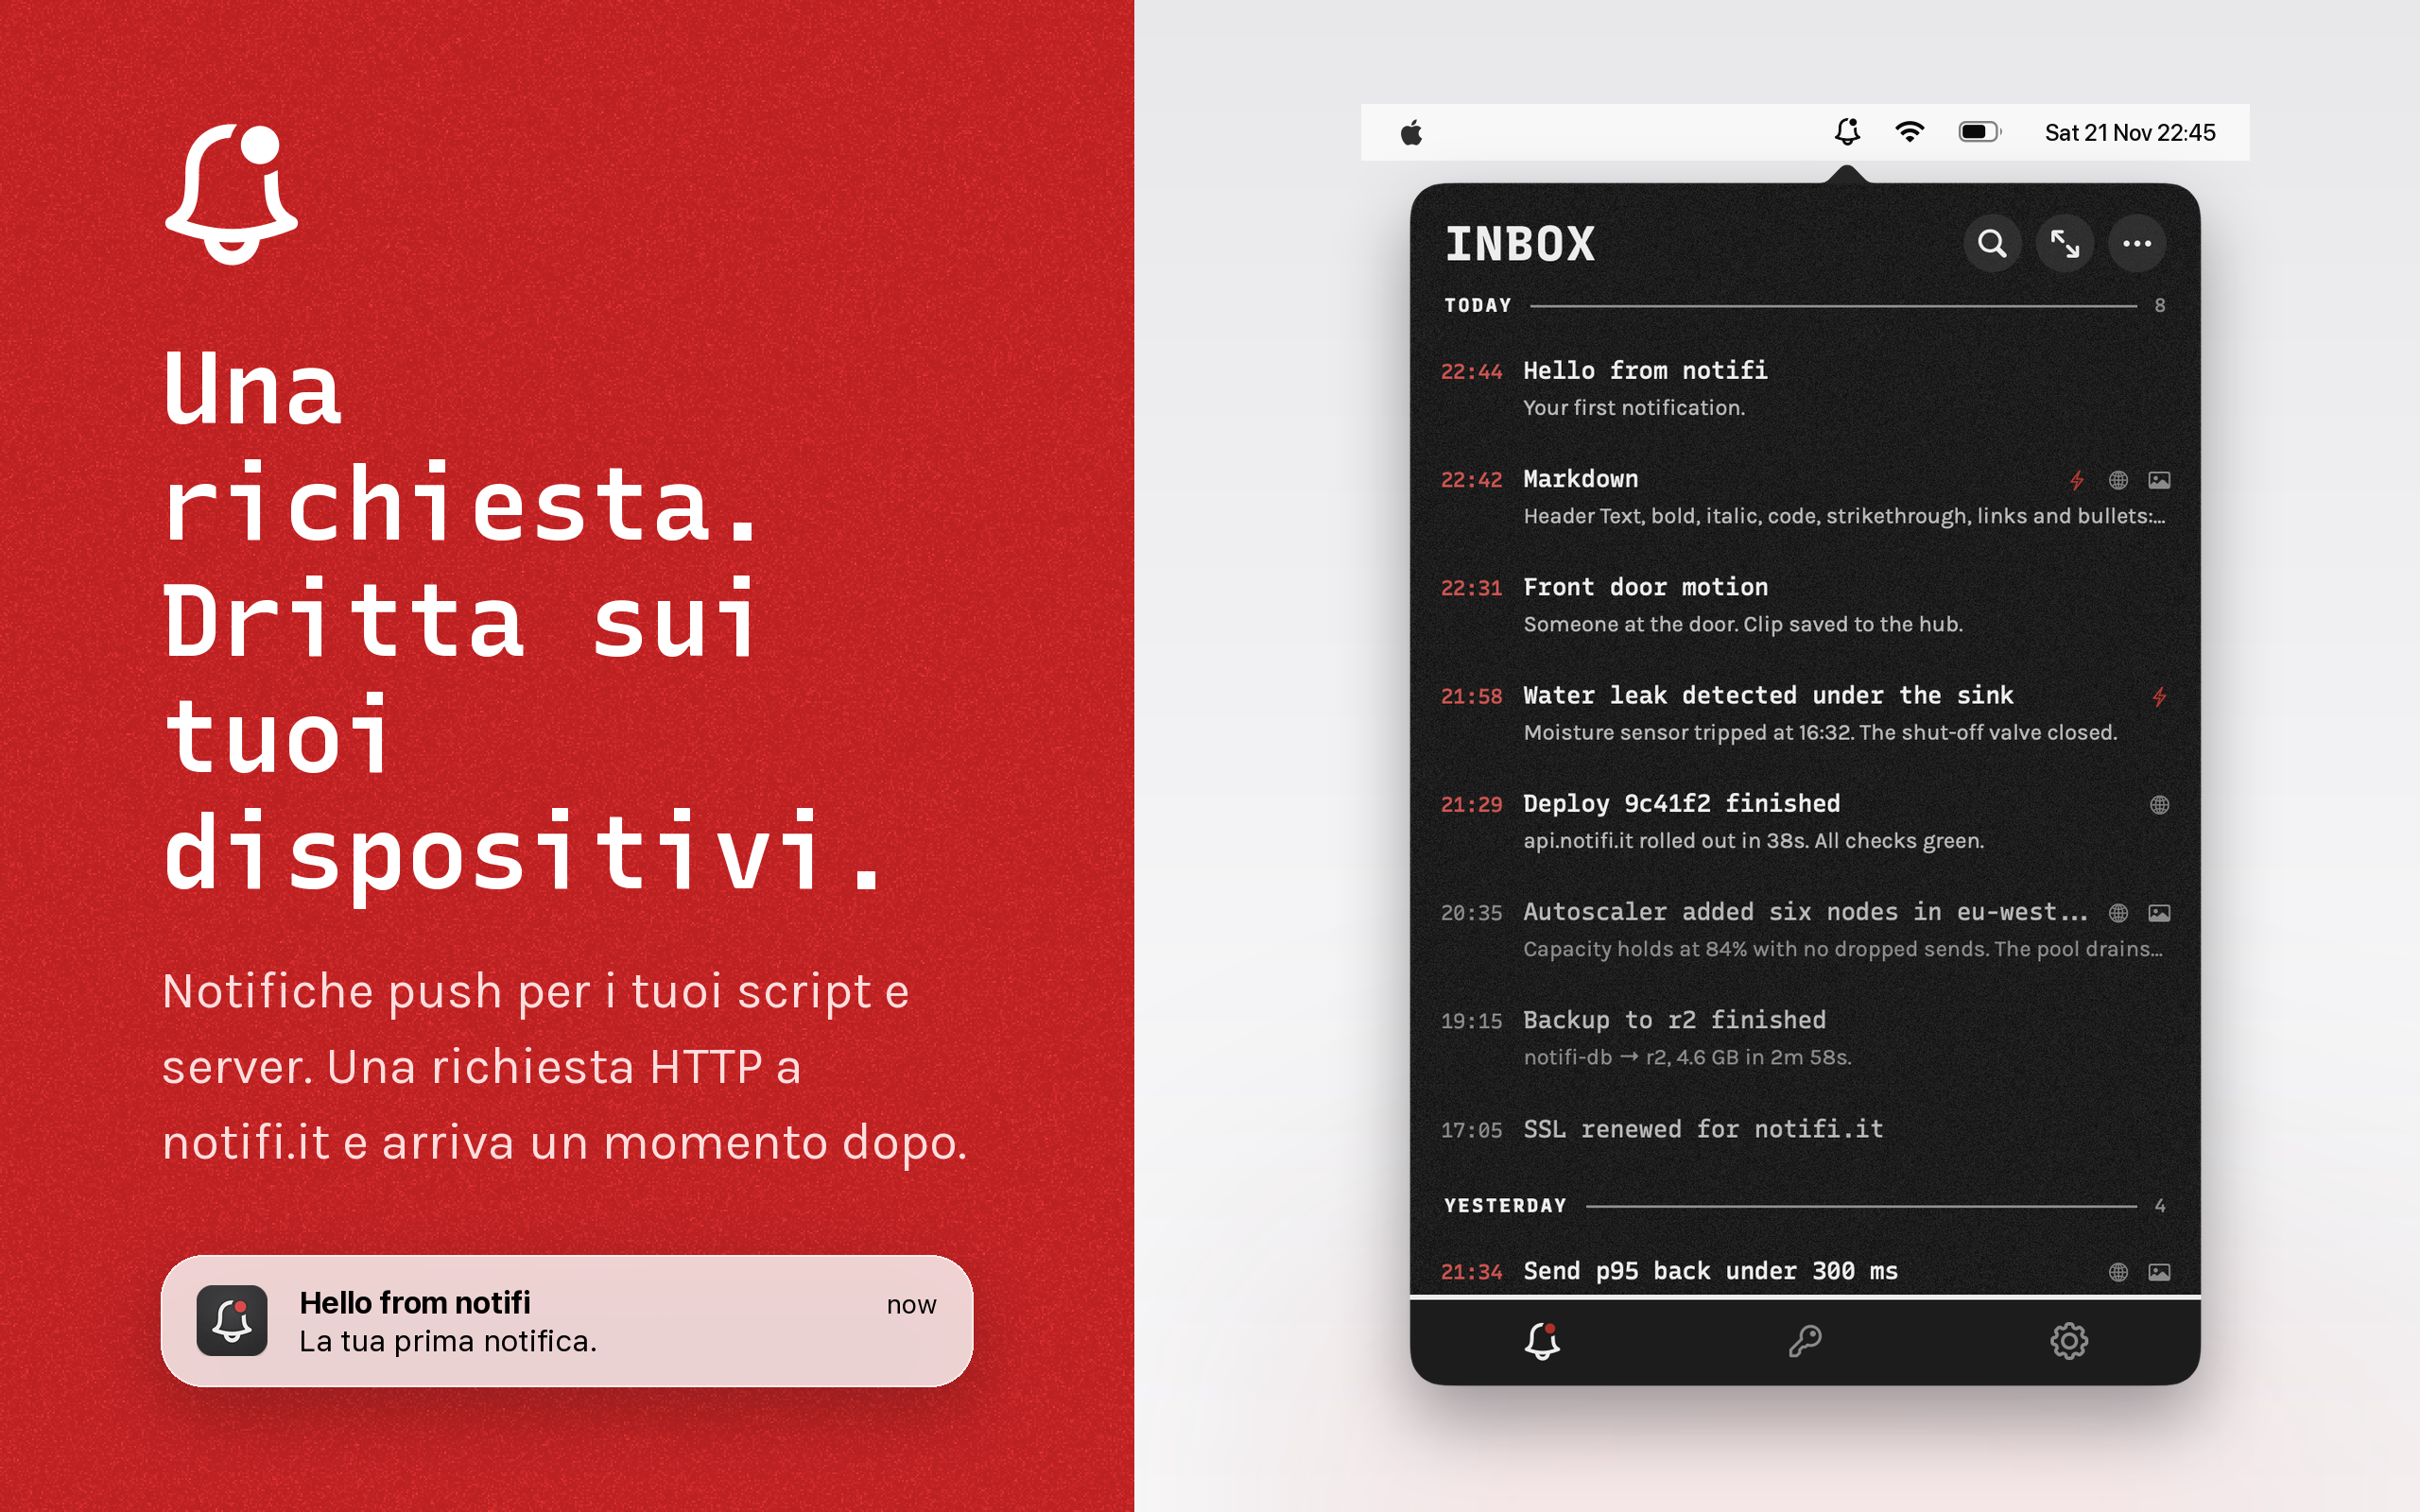 Una
richiesta.
Dritta sui
tuoi
dispositivi.
Notifiche push per i tuoi script e
server. Una richiesta HTTP a
notifi.it e arriva un momento dopo.
Hello from notifi
now
La tua prima notifica.
Sat 21 Nov 22:45
INBOX
TODAY
8
22:44 Hello from notifi
Your first notification.
22:42 Markdown
Header Text, bold, italic, code, strikethrough, links and bullets:...
22:31 Front door motion
Someone at the door. Clip saved to the hub.
21:58 Water leak detected under the sink
Moisture sensor tripped at 16:32. The shut-off valve closed.
21:29 Deploy 9c41f2 finished
api.notifi.it rolled out in 38s. All checks green.
20:35 Autoscaler added six nodes in eu-west...
Capacity holds at 84% with no dropped sends. The pool drains...
19:15 Backup to r2 finished
notifi-db → r2, 4.6 GB in 2m 58s.
17:05 SSL renewed for notifi.it
YESTERDAY
4
21:34 Send p95 back under 300 ms